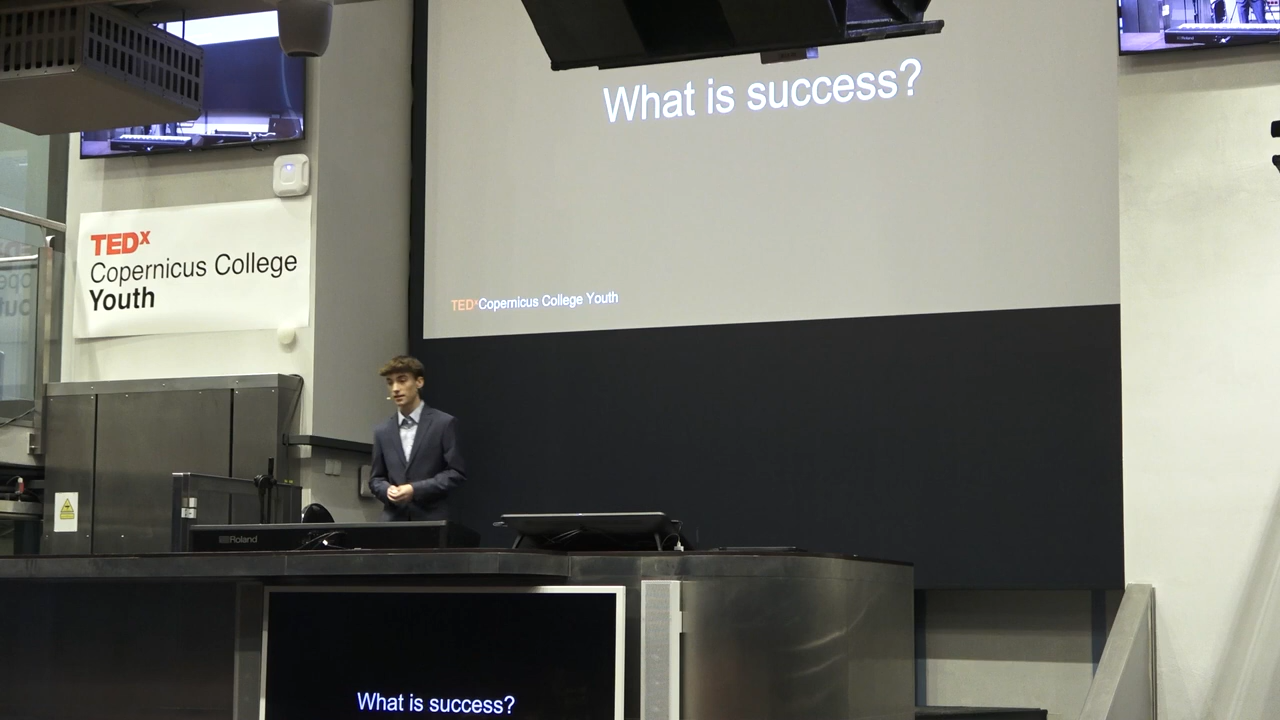 What is success?
TEDx
Copernicus College
Youth
TEDxCopernicus College Youth
Roland
What is success?